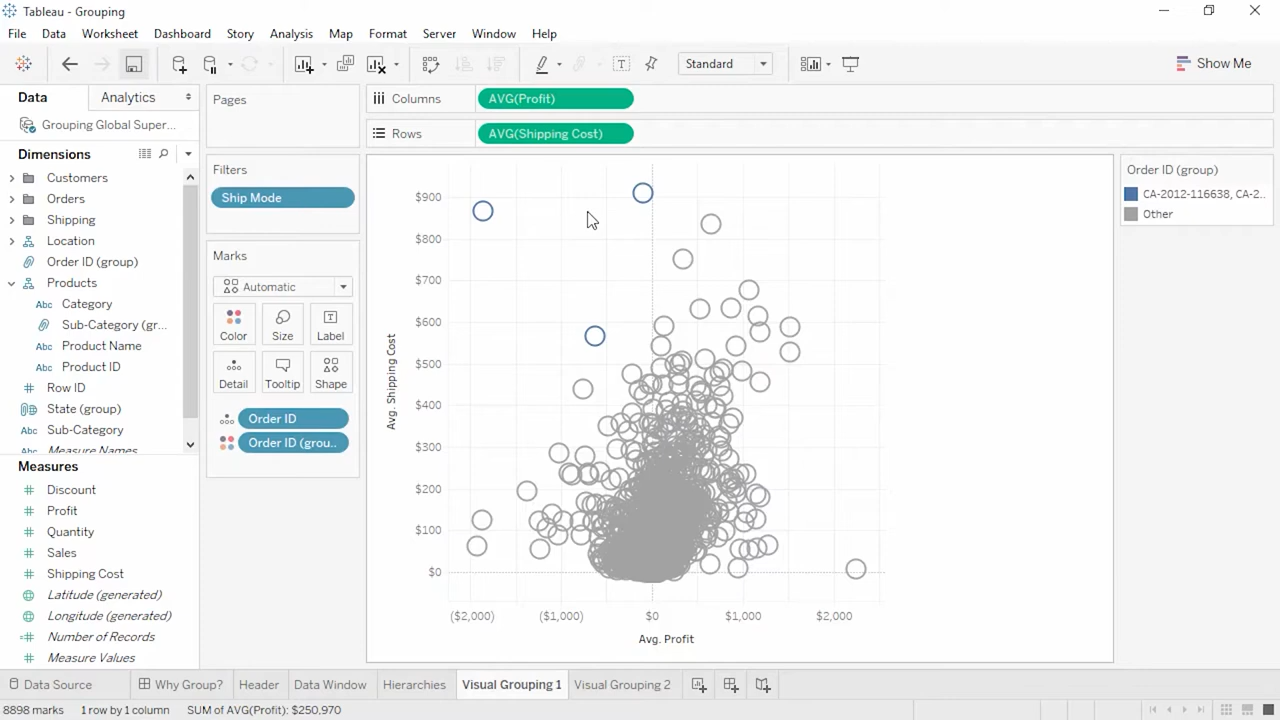 Tableau - Grouping
File Data Worksheet Dashboard Story Analysis Map Format Server Window Help
Standard
Show Me
Data Analytics
Grouping Global Super...
Dimensions
Customers
Orders
Shipping
Location
Order ID (group)
Products
Abc Category
Sub-Category (gr...
Abc Product Name
Abc Product ID
# Row ID
State (group)
Abc Sub-Category
Abc Measure Names
Measures
# Discount
# Profit
# Quantity
# Sales
# Shipping Cost
Latitude (generated)
Longitude (generated)
=# Number of Records
# Measure Values
Pages
Filters
Ship Mode
Marks
Automatic
Color Size Label
Detail Tooltip Shape
Order ID
Order ID (grou..
Columns AVG(Profit)
Rows AVG(Shipping Cost)
$900
$800
$700
$600
$500
$400
$300
$200
$100
$0
Avg. Shipping Cost
($2,000) ($1,000) $0 $1,000 $2,000
Avg. Profit
Order ID (group)
CA-2012-116638, CA-2..
Other
Data Source Why Group? Header Data Window Hierarchies Visual Grouping 1 Visual Grouping 2
8898 marks 1 row by 1 column SUM of AVG(Profit): $250,970